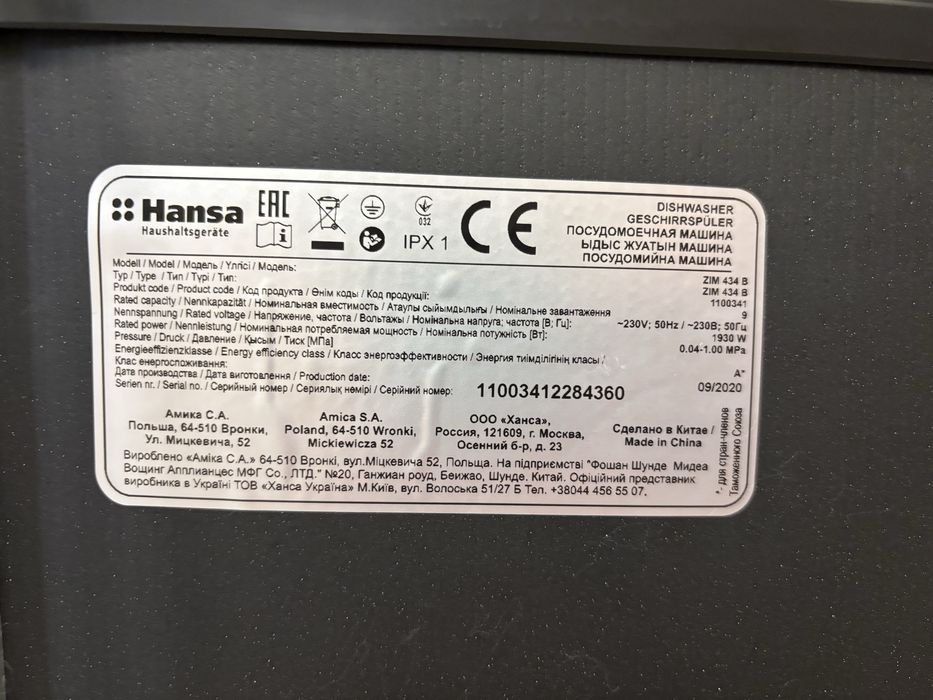 Hansa
Haushaltsgeräte
EAC
032
IPX 1
CE
DISHWASHER
GESCHIRRSPÜLER
ПОСУДОМОЕЧНАЯ МАШИНА
ЫДЫС ЖУАТЫН МАШИНА
ПОСУДОМИЙНА МАШИНА
Modell / Model / Модель / Үлгісі / Модель: ZIM 434 B
Typ / Type / Тип / Түрі / Тип: ZIM 434 B
Produkt code / Product code / Код продукта / Өнім коды / Код продукції: 1100341
Rated capacity / Nennkapazität / Номинальная вместимость / Атаулы сыйымдылығы / Номінальне завантаження 9
Nennspannung / Rated voltage / Напряжение, частота / Вольтажы / Номінальна напруга; частота [В; Гц]: ~230V; 50Hz / ~230В; 50Гц
Rated power / Nennleistung / Номинальная потребляемая мощность / Номінальна потужність [Вт]: 1930 W
Pressure / Druck / Давление / Қысым / Тиск [МПа] 0.04-1.00 MPa
Energieeffizienzklasse / Energy efficiency class / Класс энергоэффективности / Энергия тиімділігінің класы /
Клас енергоспоживання: A*
Дата производства / Дата виготовлення / Production date: 09/2020
Serien nr. / Serial no. / Серийный номер / Сериялық немірі / Серійний номер: 11003412284360
Амика С.А.
Польша, 64-510 Вронки,
Ул. Мицкевича, 52
Amica S.A.
Poland, 64-510 Wronki,
Mickiewicza 52
ООО «Ханса»,
Россия, 121609, г. Москва,
Осенний б-р, д. 23
Сделано в Китае /
Made in China
*- для стран-членов
Таможенного Союза
Вироблено «Аміка С.А.» 64-510 Вронкі, вул.Міцкевича 52, Польща. На підприємстві "Фошан Шунде Мидеа
Вощинг Апплианцес МФГ Со., ЛТД." №20, Ганжиан роуд, Беижао, Шунде. Китай. Офіційний представник
виробника в Україні ТОВ «Ханса Україна» М.Київ, вул. Волоська 51/27 Б Тел. +38044 456 55 07.